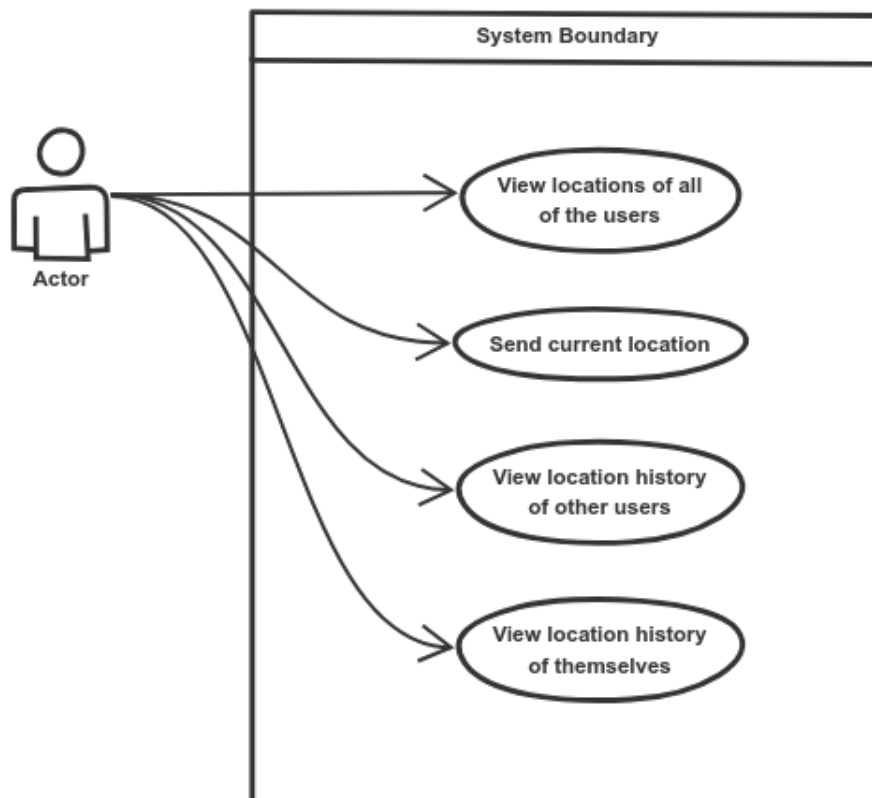 System Boundary
Actor
View locations of all
of the users
Send current location
View location history
of other users
View location history
of themselves